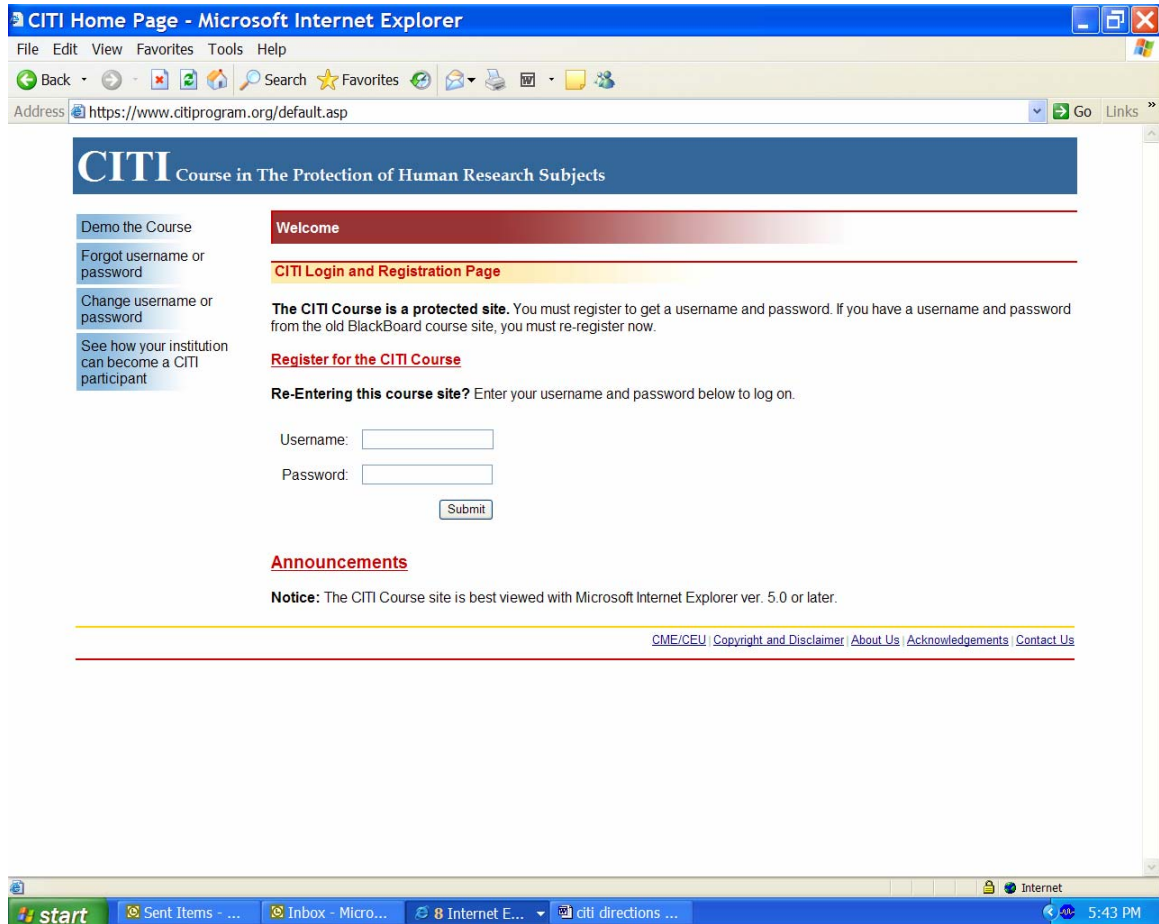 CITI Home Page - Microsoft Internet Explorer
File Edit View Favorites Tools Help
Back Search Favorites
Address https://www.citiprogram.org/default.asp Go Links »
CITI Course in The Protection of Human Research Subjects
Demo the Course
Forgot username or
password
Change username or
password
See how your institution
can become a CITI
participant
Welcome
CITI Login and Registration Page
The CITI Course is a protected site. You must register to get a username and password. If you have a username and password
from the old BlackBoard course site, you must re-register now.
Register for the CITI Course
Re-Entering this course site? Enter your username and password below to log on.
Username:
Password:
Submit
Announcements
Notice: The CITI Course site is best viewed with Microsoft Internet Explorer ver. 5.0 or later.
CME/CEU | Copyright and Disclaimer | About Us | Acknowledgements | Contact Us
Internet
start Sent Items - ... Inbox - Micro... 8 Internet E... citi directions ... 5:43 PM